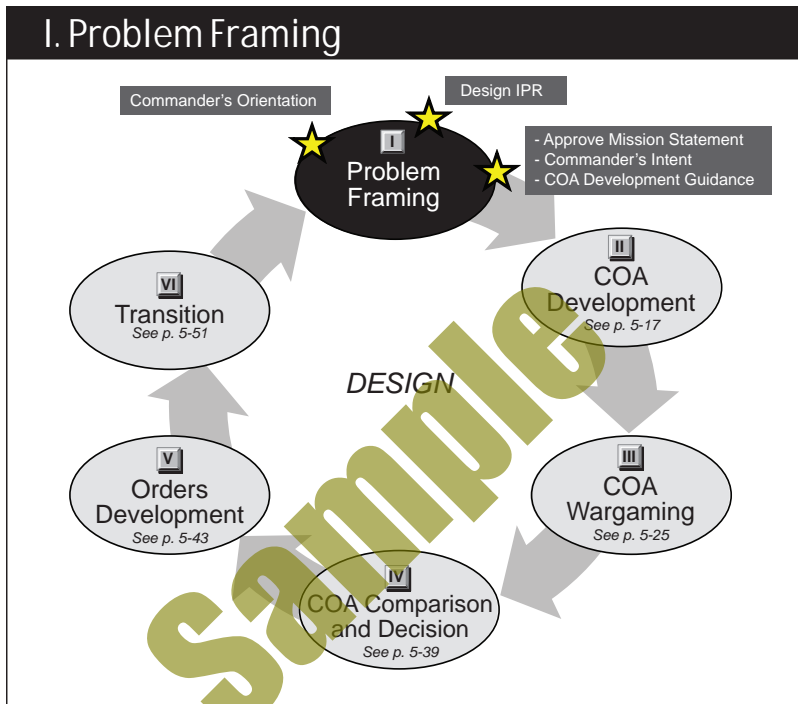 I. Problem Framing
Commander's Orientation
Design IPR
- Approve Mission Statement
- Commander's Intent
- COA Development Guidance
I
Problem
Framing
II
COA
Development
See p. 5-17
III
COA
Wargaming
See p. 5-25
IV
COA Comparison
and Decision
See p. 5-39
V
Orders
Development
See p. 5-43
VI
Transition
See p. 5-51
DESIGN
sample